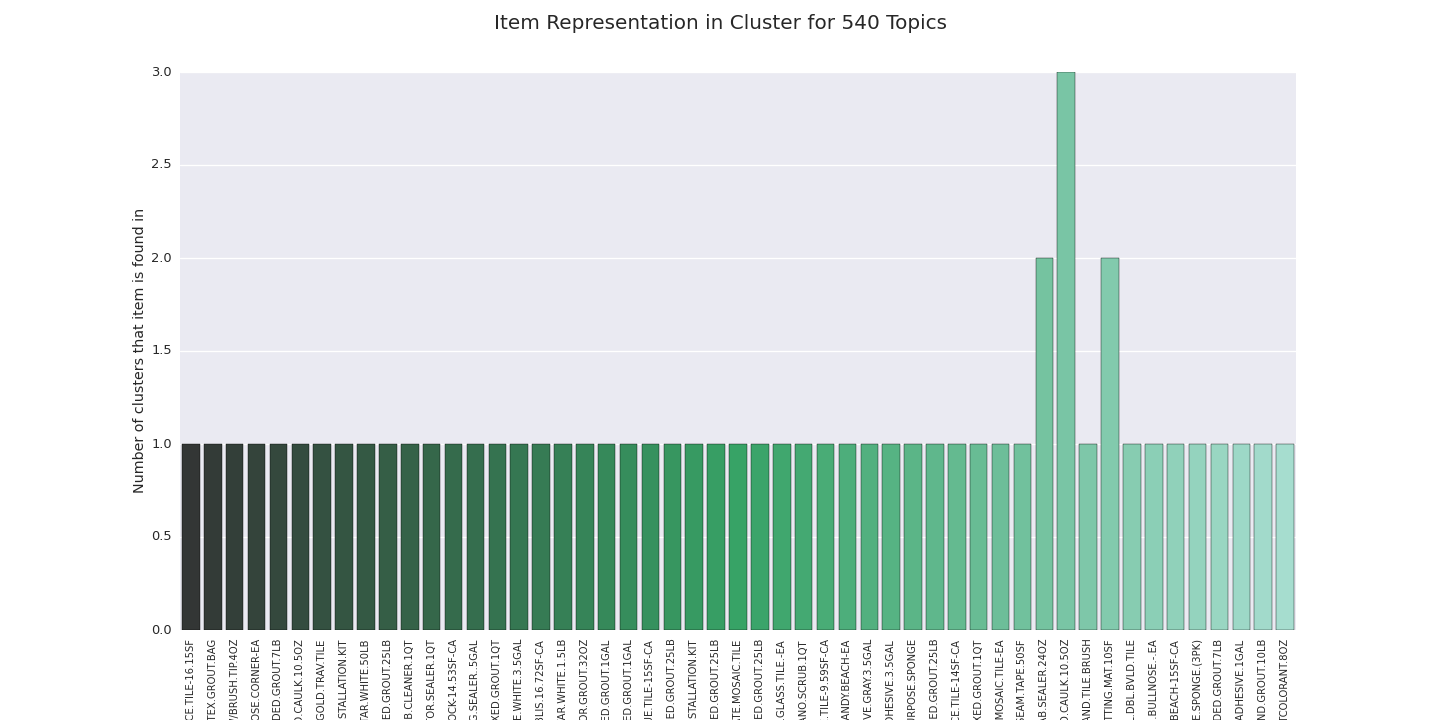 Item Representation in Cluster for 540 Topics
Number of clusters that item is found in
3.0
2.5
2.0
1.5
1.0
0.5
0.0
CE.TILE-16.15SF
TEX.GROUT.BAG
/BRUSH.TIP.4OZ
OSE.CORNER-EA
DED.GROUT.7LB
D.CAULK.10.5OZ
GOLD.TRAV.TILE
STALLATION.KIT
TAR.WHITE.50LB
ED.GROUT.25LB
B.CLEANER.1QT
TOR.SEALER.1QT
OCK-14.53SF-CA
G.SEALER..5GAL
XED.GROUT.1QT
E.WHITE.3.5GAL
BLIS.16.72SF-CA
AR.WHITE.1.5LB
OR.GROUT.32OZ
ED.GROUT.1GAL
ED.GROUT.1GAL
UE.TILE-15SF-CA
ED.GROUT.25LB
STALLATION.KIT
ED.GROUT.25LB
TE.MOSAIC.TILE
ED.GROUT.25LB
GLASS.TILE.-EA
ANO.SCRUB.1QT
.TILE-9.59SF-CA
ANDY.BEACH-EA
VE.GRAY.3.5GAL
DHESIVE.3.5GAL
RPOSE.SPONGE
ED.GROUT.25LB
CE.TILE-14SF-CA
XED.GROUT.1QT
MOSAIC.TILE-EA
SEAM.TAPE.50SF
AB.SEALER.24OZ
D.CAULK.10.5OZ
AND.TILE.BRUSH
TTING.MAT.10SF
.DBL.BVLD.TILE
.BULLNOSE.-.EA
BEACH-15SF-CA
E.SPONGE.(3PK)
DED.GROUT.7LB
ADHESIVE.1GAL
ND.GROUT.10LB
TCOLORANT.8OZ